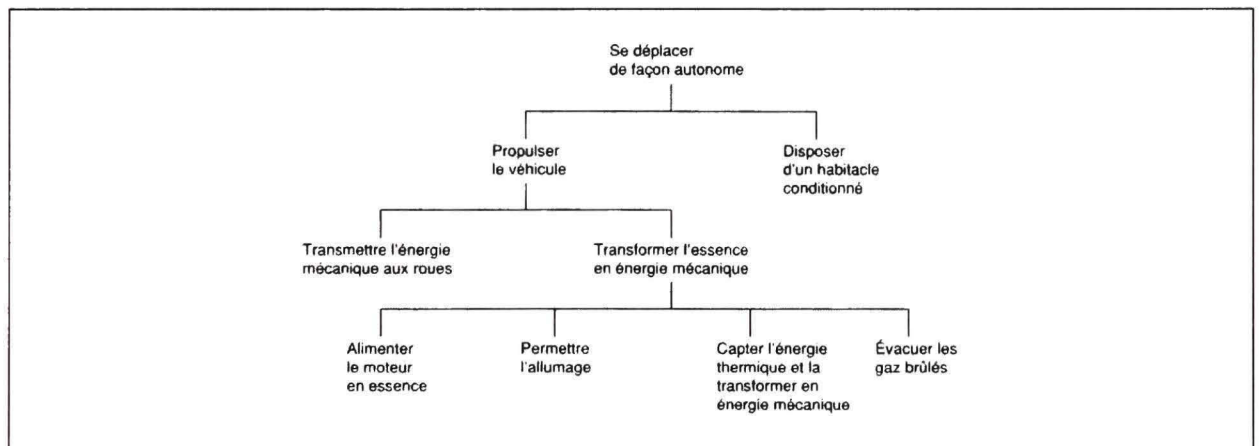 Se déplacer
de façon autonome
Propulser
le véhicule
Disposer
d'un habitacle
conditionné
Transmettre l'énergie
mécanique aux roues
Transformer l'essence
en énergie mécanique
Alimenter
le moteur
en essence
Permettre
l'allumage
Capter l'énergie
thermique et la
transformer en
énergie mécanique
Évacuer les
gaz brûlés